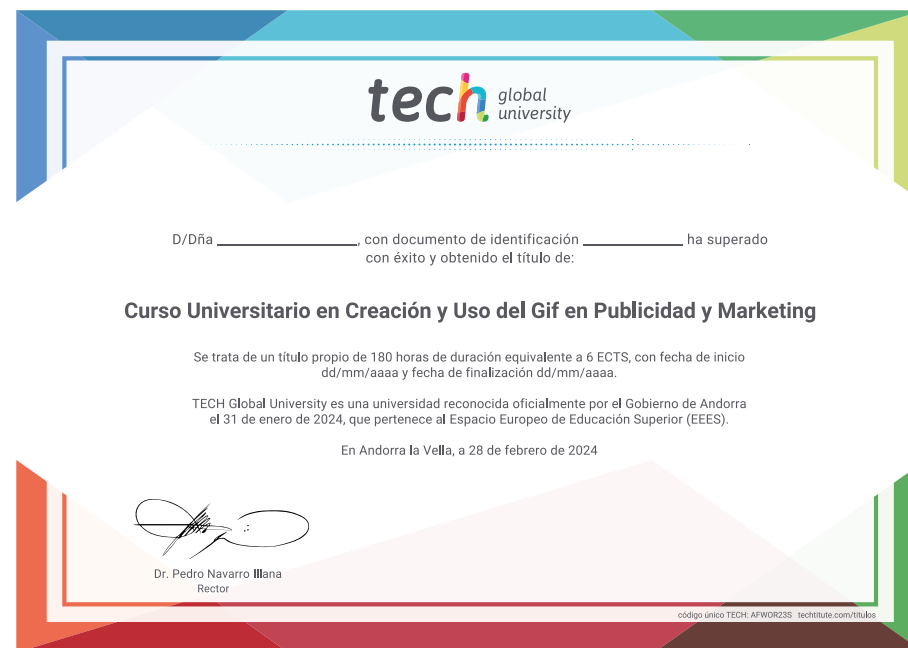 tech global university
D/Dña ______________, con documento de identificación __________ ha superado
con éxito y obtenido el título de:
Curso Universitario en Creación y Uso del Gif en Publicidad y Marketing
Se trata de un título propio de 180 horas de duración equivalente a 6 ECTS, con fecha de inicio
dd/mm/aaaa y fecha de finalización dd/mm/aaaa.
TECH Global University es una universidad reconocida oficialmente por el Gobierno de Andorra
el 31 de enero de 2024, que pertenece al Espacio Europeo de Educación Superior (EEES).
En Andorra la Vella, a 28 de febrero de 2024
Dr. Pedro Navarro Illana
Rector
código único TECH: AFWOR23S techtitute.com/titulos